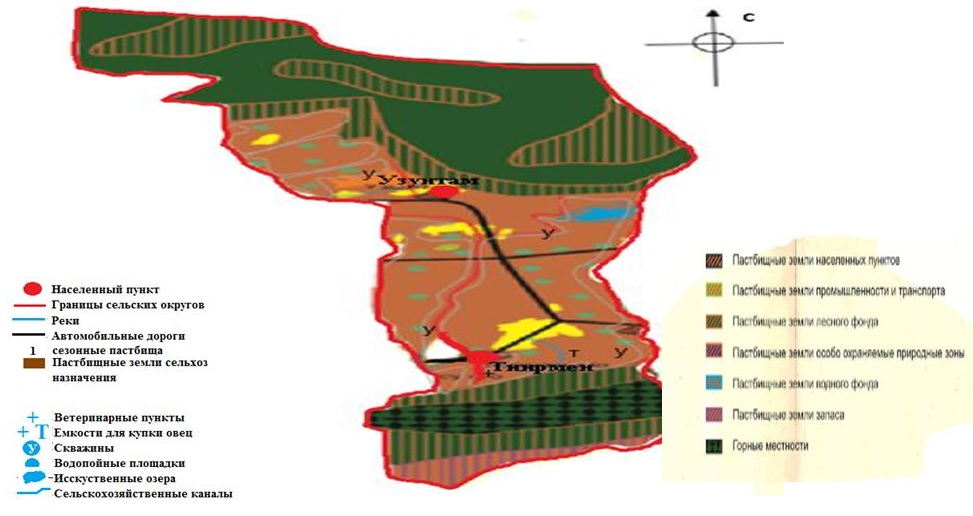 С
У
Узунтам
У
У
Т
У
Тиирмен
+
Населенный пункт
Границы сельских округов
Реки
Автомобильные дороги
1 сезонные пастбища
Пастбищные земли сельхоз
назначения
+ Ветеринарные пункты
+ Т Емкости для купки овец
У Скважины
Водопойные площадки
-Исскуственные озера
Сельскохозяйственные каналы
Пастбищные земли населенных пунктов
Пастбищные земли промышленности и транспорта
Пастбищные земли лесного фонда
Пастбищные земли особо охраняемые природные зоны
Пастбищные земли водного фонда
Пастбищные земли запаса
Горные местности